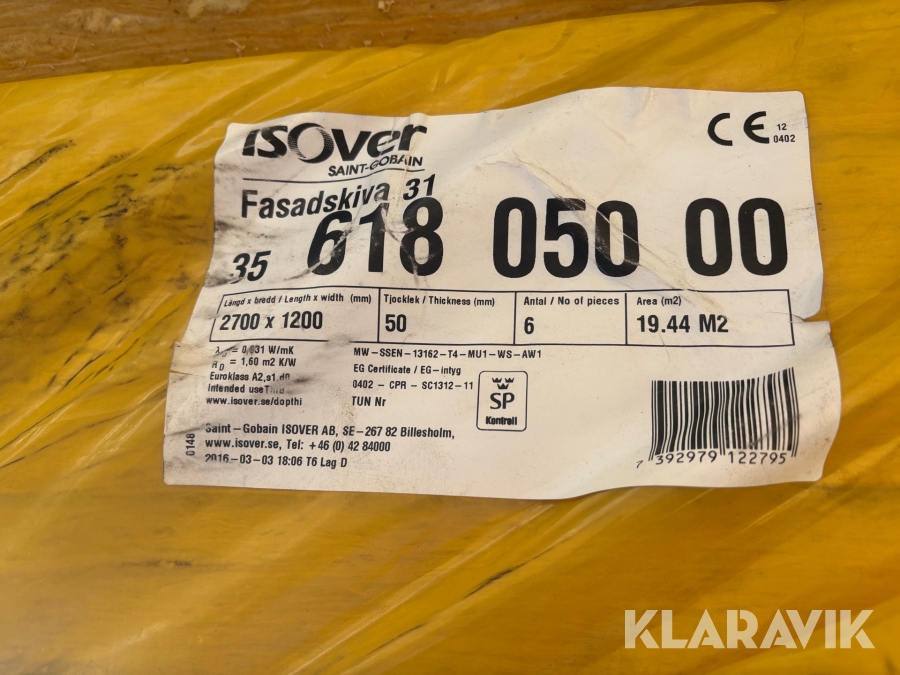 isover
SAINT-GOBAIN
CE 12
0402
Fasadskiva 31
35 618 050 00
Längd x bredd / Length x width (mm)
2700 x 1200
Tjocklek / Thickness (mm)
50
Antal / No of pieces
6
Area (m2)
19.44 M2
= 0,031 W/mK
R D = 1,60 m2 K/W
Euroklass A2,s1
Intended use
www.isover.se/dopthi
MW-SSEN-13162-T4-MU1-WS-AW1
EG Certificate / EG-intyg
0402 - CPR - SC1312-11
TUN Nr
SP
Kontroll
0148
Saint-Gobain ISOVER AB, SE-267 82 Billesholm,
www.isover.se, Tel: +46 (0) 42 84000
2016-03-03 18:06 T6 Lag D
7 392979 122795
KLARAVIK